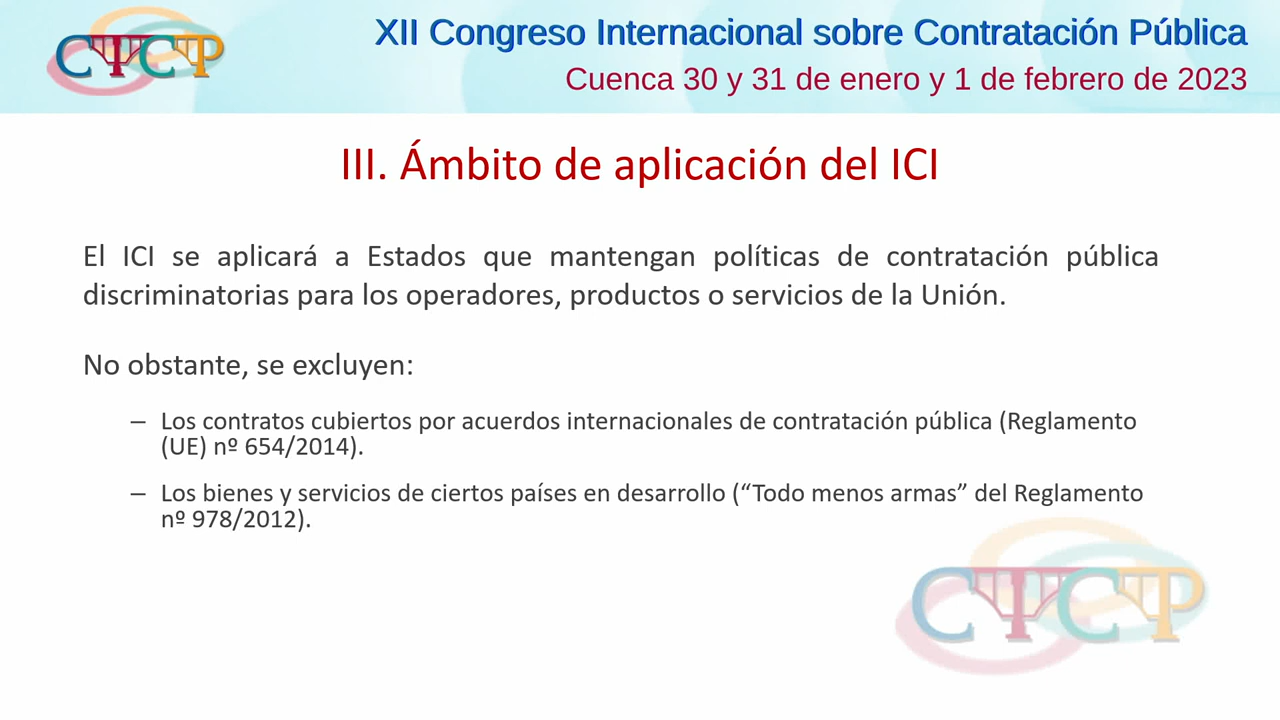 CTCP
XII Congreso Internacional sobre Contratación Pública
Cuenca 30 y 31 de enero y 1 de febrero de 2023
III. Ámbito de aplicación del ICI
El ICI se aplicará a Estados que mantengan políticas de contratación pública
discriminatorias para los operadores, productos o servicios de la Unión.
No obstante, se excluyen:
– Los contratos cubiertos por acuerdos internacionales de contratación pública (Reglamento
(UE) nº 654/2014).
– Los bienes y servicios de ciertos países en desarrollo (“Todo menos armas” del Reglamento
nº 978/2012).
CTCP